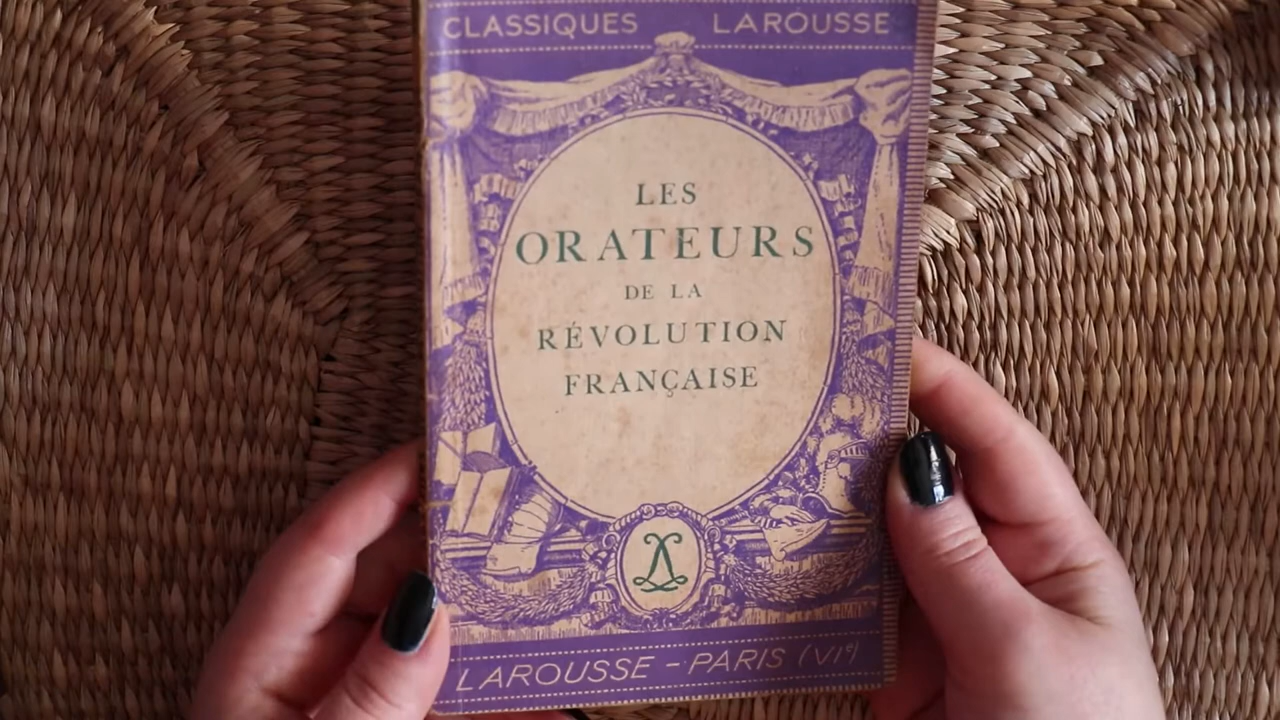 CLASSIQUES LAROUSSE
LES
ORATEURS
DE LA
RÉVOLUTION
FRANÇAISE
LAROUSSE - PARIS (VIe)